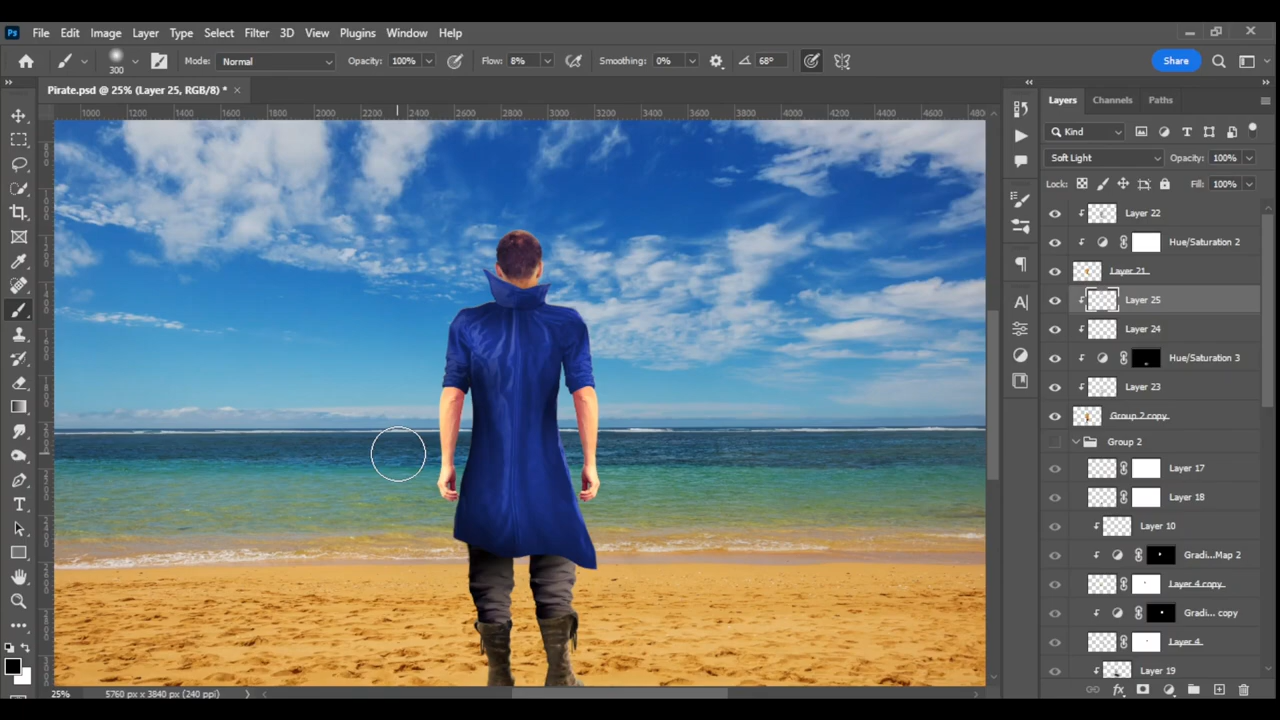 Ps File Edit Image Layer Type Select Filter 3D View Plugins Window Help
300 Mode: Normal Opacity: 100% Flow: 8% Smoothing: 0% 68° Share
Pirate.psd @ 25% (Layer 25, RGB/8) * ×
Layers Channels Paths
1000 1200 1400 1600 1800 2000 2200 2400 2600 2800 3000 3200 3400 3600 3800 4000 4200 4400 4600 480
Kind
Soft Light Opacity: 100%
Lock: Fill: 100%
Layer 22
Hue/Saturation 2
Layer 21
Layer 25
Layer 24
Hue/Saturation 3
Layer 23
Group 2 copy
Group 2
Layer 17
Layer 18
Layer 10
Gradi...Map 2
Layer 4 copy
Gradi... copy
Layer 4
Layer 19
25% 5760 px x 3840 px (240 ppi)